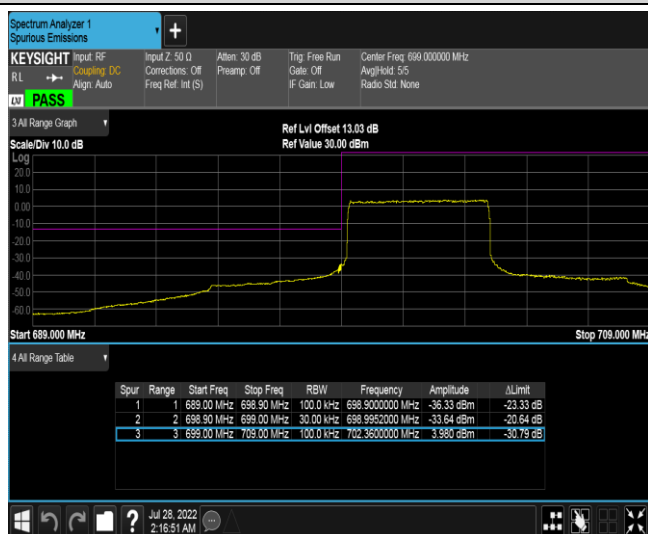 Spectrum Analyzer 1
Spurious Emissions
+
KEYSIGHT Input: RF Input Z: 50 Ω Atten: 30 dB Trig: Free Run Center Freq: 699.000000 MHz
RL Coupling: DC Corrections: Off Preamp: Off Gate: Off Avg|Hold: 5/5
Align: Auto Freq Ref: Int (S) IF Gain: Low Radio Std: None
LXI PASS
3 All Range Graph
Ref Lvl Offset 13.03 dB
Scale/Div 10.0 dB Ref Value 30.00 dBm
Log
20.0
10.0
0.00
-10.0
-20.0
-30.0
-40.0
-50.0
-60.0
Start 689.000 MHz Stop 709.000 MHz
4 All Range Table
Spur Range Start Freq Stop Freq RBW Frequency Amplitude ΔLimit
1 1 689.00 MHz 698.90 MHz 100.0 kHz 698.9000000 MHz -36.33 dBm -23.33 dB
2 2 698.90 MHz 699.00 MHz 30.00 kHz 698.9952000 MHz -33.64 dBm -20.64 dB
3 3 699.00 MHz 709.00 MHz 100.0 kHz 702.3600000 MHz 3.980 dBm -30.79 dB
? Jul 28, 2022
2:16:51 AM